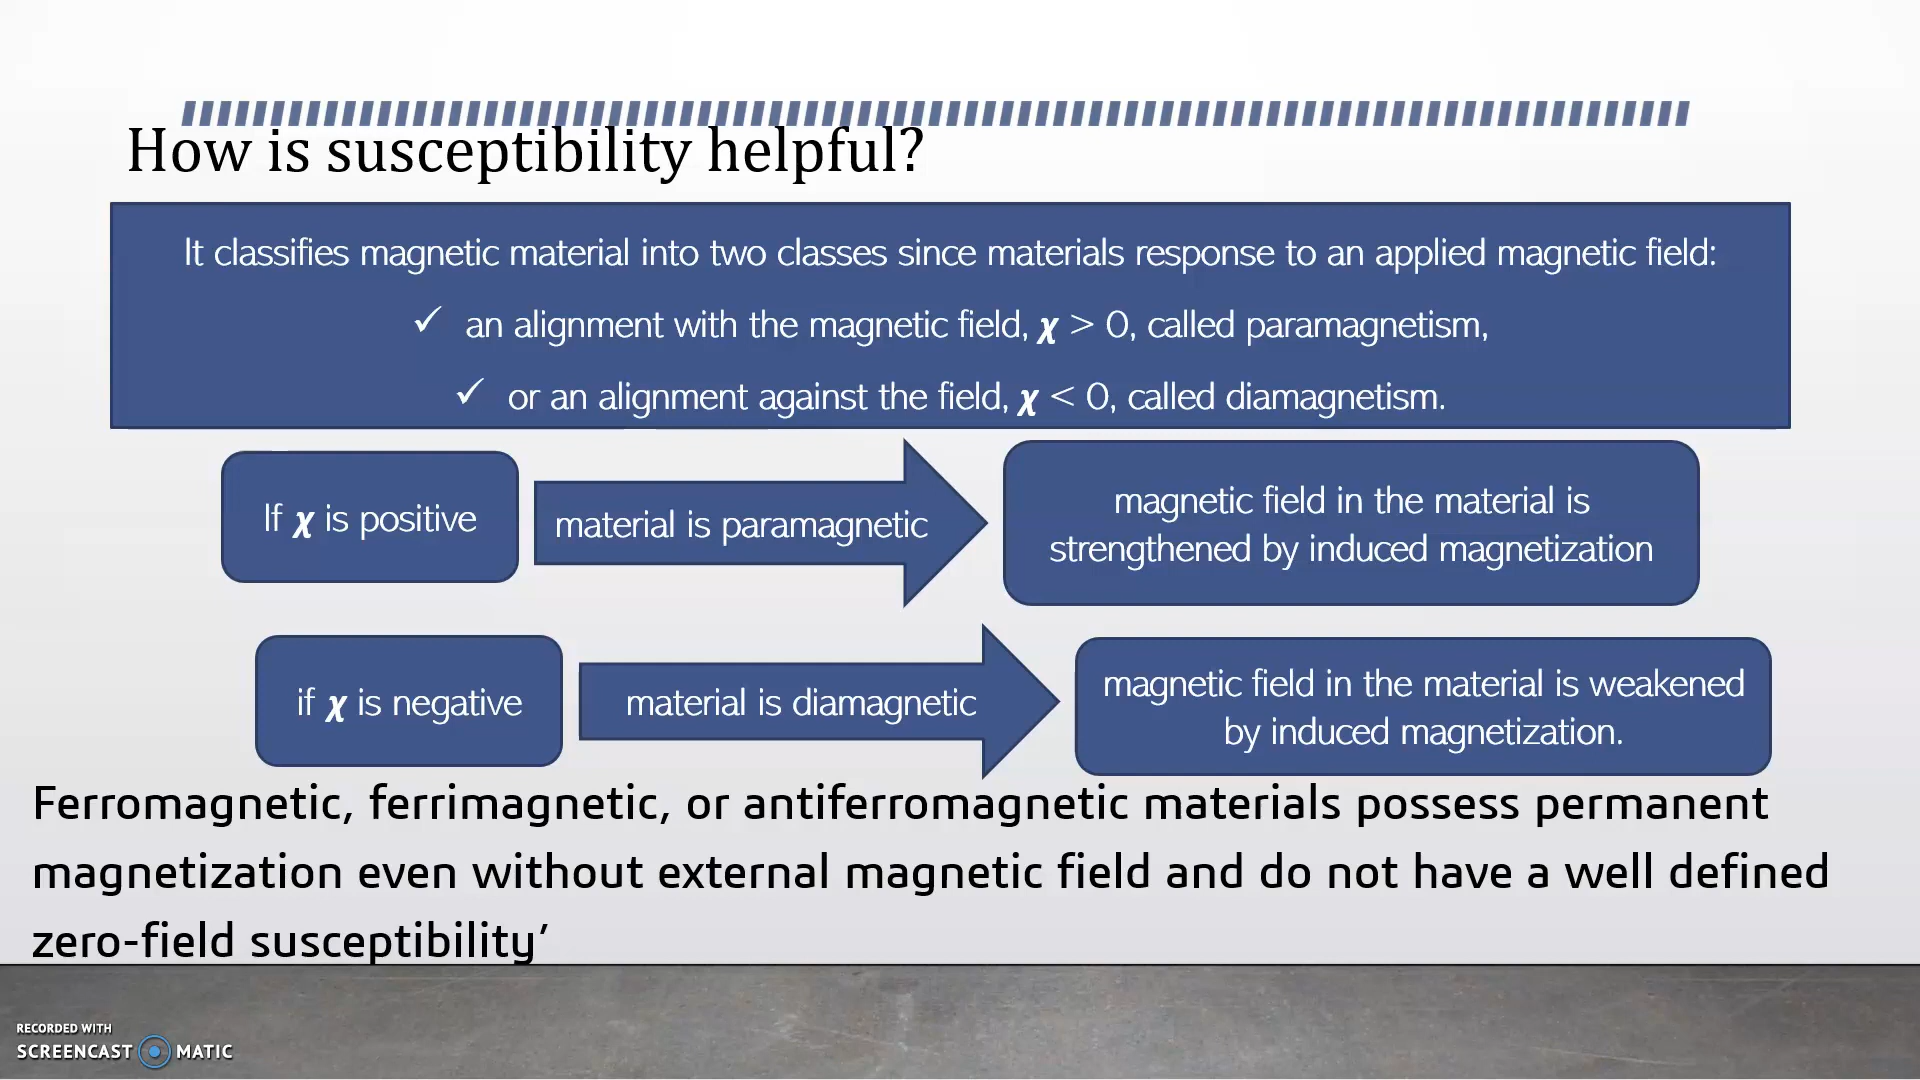 How is susceptibility helpful?
It classifies magnetic material into two classes since materials response to an applied magnetic field:
✓ an alignment with the magnetic field, χ > 0, called paramagnetism,
✓ or an alignment against the field, χ < 0, called diamagnetism.
If χ is positive
material is paramagnetic
magnetic field in the material is
strengthened by induced magnetization
if χ is negative
material is diamagnetic
magnetic field in the material is weakened
by induced magnetization.
Ferromagnetic, ferrimagnetic, or antiferromagnetic materials possess permanent
magnetization even without external magnetic field and do not have a well defined
zero-field susceptibility’
RECORDED WITH
SCREENCAST MATIC